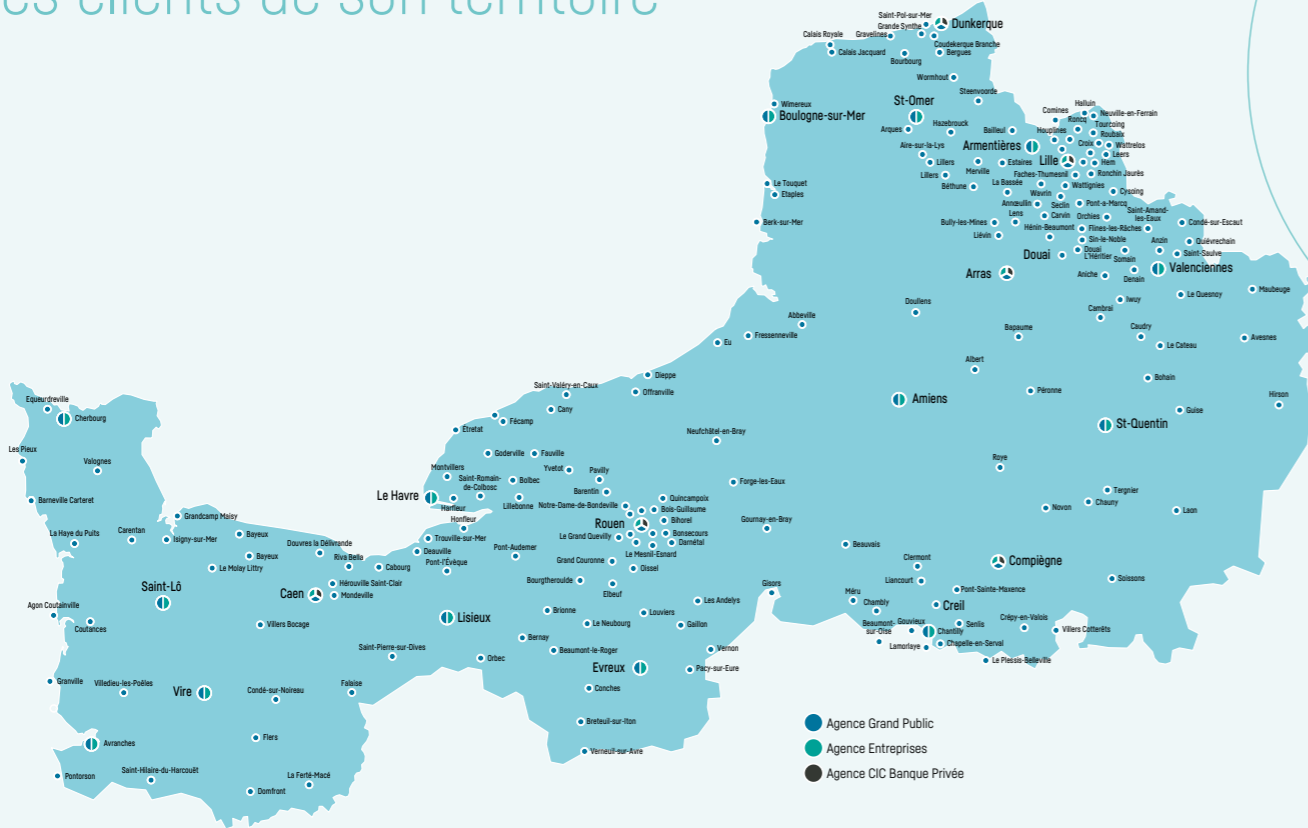 es clients de son territoire
Saint-Pol-sur-Mer
Grande Synthe
Dunkerque
Calais Royale
Gravelines
Coudekerque Branche
Calais Jacquard
Bourbourg
Bergues
Wormhout
Steenvoorde
Wimereux
St-Omer
Boulogne-sur-Mer
Halluin
Comines
Neuville-en-Ferrain
Roncq
Tourcoing
Arques
Hazebrouck
Bailleul
Houplines
Roubaix
Armentières
Croix
Wattrelos
Aire-sur-la-Lys
Lille
Leers
Lillers
Merville
Estaires
Hem
Lillers
Faches-Thumesnil
Ronchin Jaurès
Le Touquet
Béthune
La Bassée
Wattignies
Etaples
Wavrin
Cysoing
Annœullin
Seclin
Pont-a-Marcq
Saint-Amand-
les-Eaux
Berk-sur-Mer
Bully-les-Mines
Lens
Carvin
Orchies
Condé-sur-Escaut
Hénin-Beaumont
Flines-les-Râches
Liévin
Sin-le-Noble
Anzin
Quiévrechain
Douai
Douai
L'Héritier
Somain
Saint-Saulve
Arras
Aniche
Denain
Valenciennes
Maubeuge
Iwuy
Le Quesnoy
Doullens
Cambrai
Abbeville
Bapaume
Caudry
Eu
Fressenneville
Le Cateau
Avesnes
Dieppe
Albert
Bohain
Saint-Valéry-en-Caux
Offranville
Péronne
Equeurdreville
Amiens
Hirson
Cherbourg
Cany
Guise
Fécamp
St-Quentin
Étretat
Neufchâtel-en-Bray
Les Pieux
Goderville
Fauville
Valognes
Montvillers
Yvetot
Pavilly
Roye
Saint-Romain-
de-Colbosc
Bolbec
Forge-les-Eaux
Tergnier
Barneville Carteret
Le Havre
Barentin
Quincampoix
Chauny
Harfleur
Lillebonne
Notre-Dame-de-Bondeville
Bois-Guillaume
Noyon
Laon
Grandcamp Maisy
Honfleur
Rouen
Bihorel
Gournay-en-Bray
La Haye du Puits
Carentan
Isigny-sur-Mer
Bayeux
Trouville-sur-Mer
Le Grand Quevilly
Bonsecours
Darnétal
Beauvais
Douvres la Délivrande
Deauville
Pont-Audemer
Le Mesnil-Esnard
Bayeux
Riva Bella
Cabourg
Pont-l'Évêque
Grand Couronne
Oissel
Clermont
Compiègne
Le Molay Littry
Hérouville Saint-Clair
Bourgtheroulde
Elbeuf
Gisors
Liancourt
Pont-Sainte-Maxence
Soissons
Saint-Lô
Caen
Mondeville
Les Andelys
Méru
Chambly
Creil
Agon Coutainville
Lisieux
Brionne
Louviers
Gouvieux
Senlis
Crépy-en-Valois
Coutances
Villers Bocage
Le Neubourg
Gaillon
Beaumont-
sur-Oise
Chantilly
Villers Cotterêts
Bernay
Lamorlaye
Chapelle-en-Serval
Saint-Pierre-sur-Dives
Orbec
Beaumont-le-Roger
Vernon
Le Plessis-Belleville
Evreux
Pacy-sur-Eure
Granville
Villedieu-les-Poêles
Vire
Condé-sur-Noireau
Falaise
Conches
Breteuil-sur-Iton
Avranches
Flers
Verneuil-sur-Avre
Pontorson
Saint-Hilaire-du-Harcouët
La Ferté-Macé
Domfront
Agence Grand Public
Agence Entreprises
Agence CIC Banque Privée